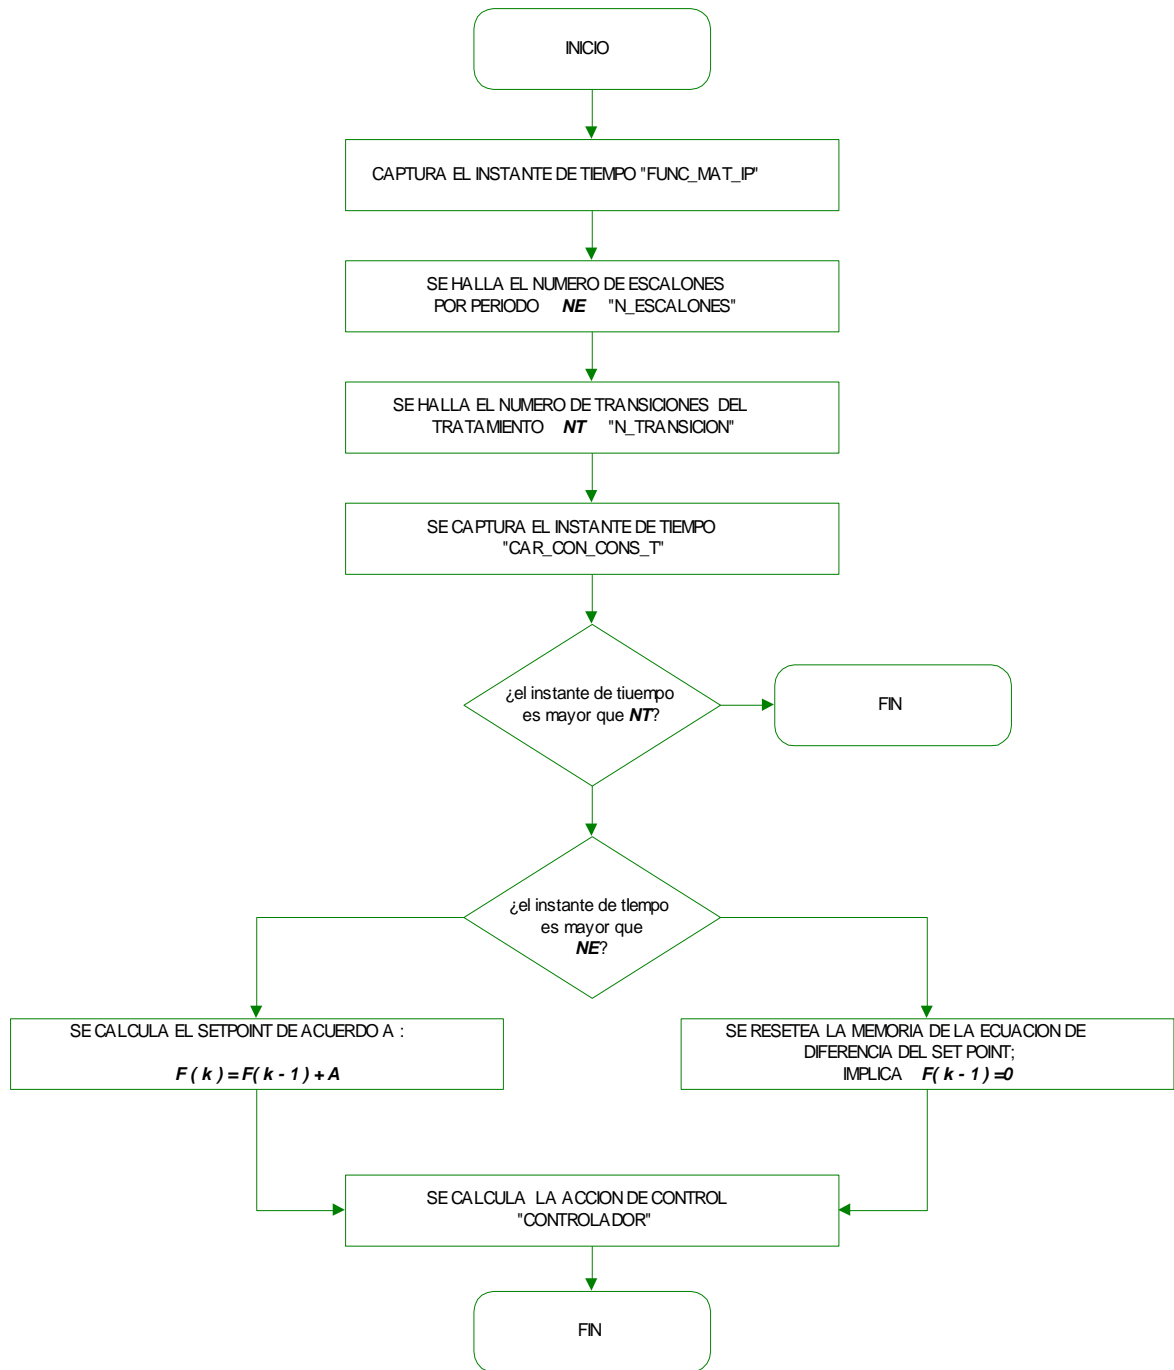 INICIO
CAPTURA EL INSTANTE DE TIEMPO "FUNC_MAT_IP"
SE HALLA EL NUMERO DE ESCALONES
POR PERIODO NE "N_ESCALONES"
SE HALLA EL NUMERO DE TRANSICIONES DEL
TRATAMIENTO NT "N_TRANSICION"
SE CAPTURA EL INSTANTE DE TIEMPO
"CAR_CON_CONS_T"
¿el instante de tiuempo
es mayor que NT?
FIN
¿el instante de tIempo
es mayor que
NE?
SE CALCULA EL SETPOINT DE ACUERDO A :
F ( k ) = F( k - 1 ) + A
SE RESETEA LA MEMORIA DE LA ECUACION DE
DIFERENCIA DEL SET POINT;
IMPLICA F( k - 1 ) =0
SE CALCULA LA ACCION DE CONTROL
"CONTROLADOR"
FIN